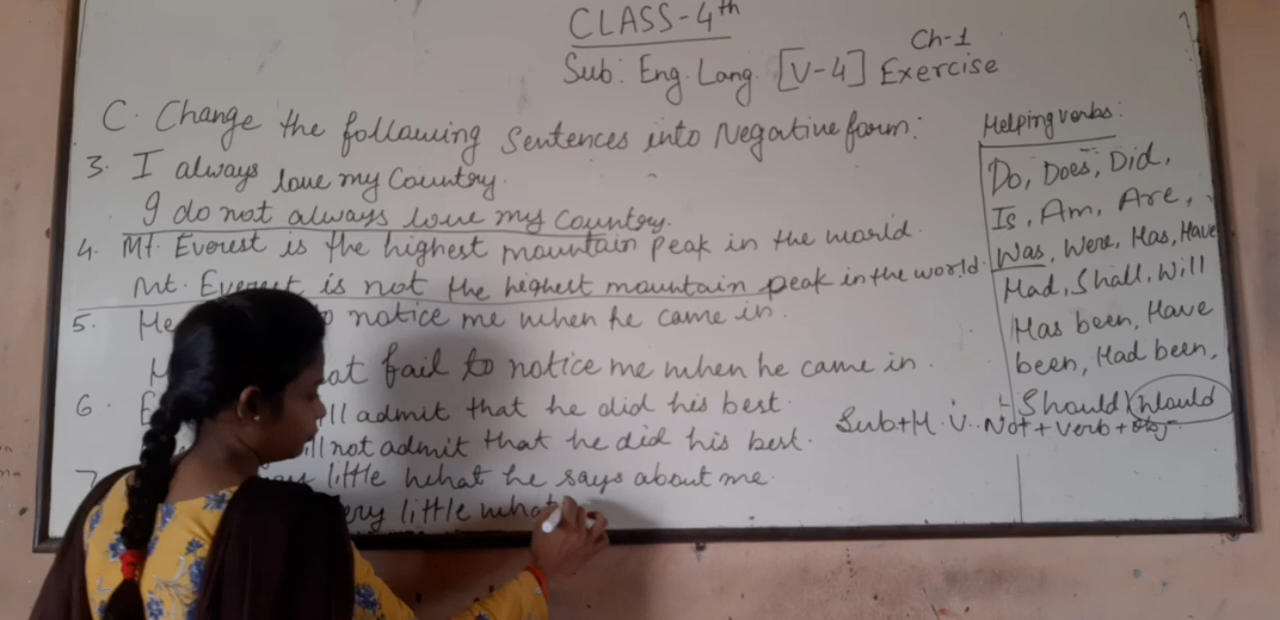 CLASS-4th
Sub: Eng. Lang. [V-4] Ch-1 Exercise
C. Change the following Sentences into Negative form:
3. I always love my Country.
I do not always love my Country.
4. Mt. Everest is the highest mountain peak in the world.
Mt. Everest is not the highest mountain peak in the world.
5. He notice me when he came in.
fail to notice me when he came in.
6. admit that he did his best.
not admit that he did his best.
7. little what he says about me.
little what
Helping verbs:
Do, Does, Did,
Is, Am, Are,
Was, Were, Has, Have
Had, Shall, Will
Has been, Have
been, Had been,
Should, Would
Sub+H.V.. Not+Verb+Obj.